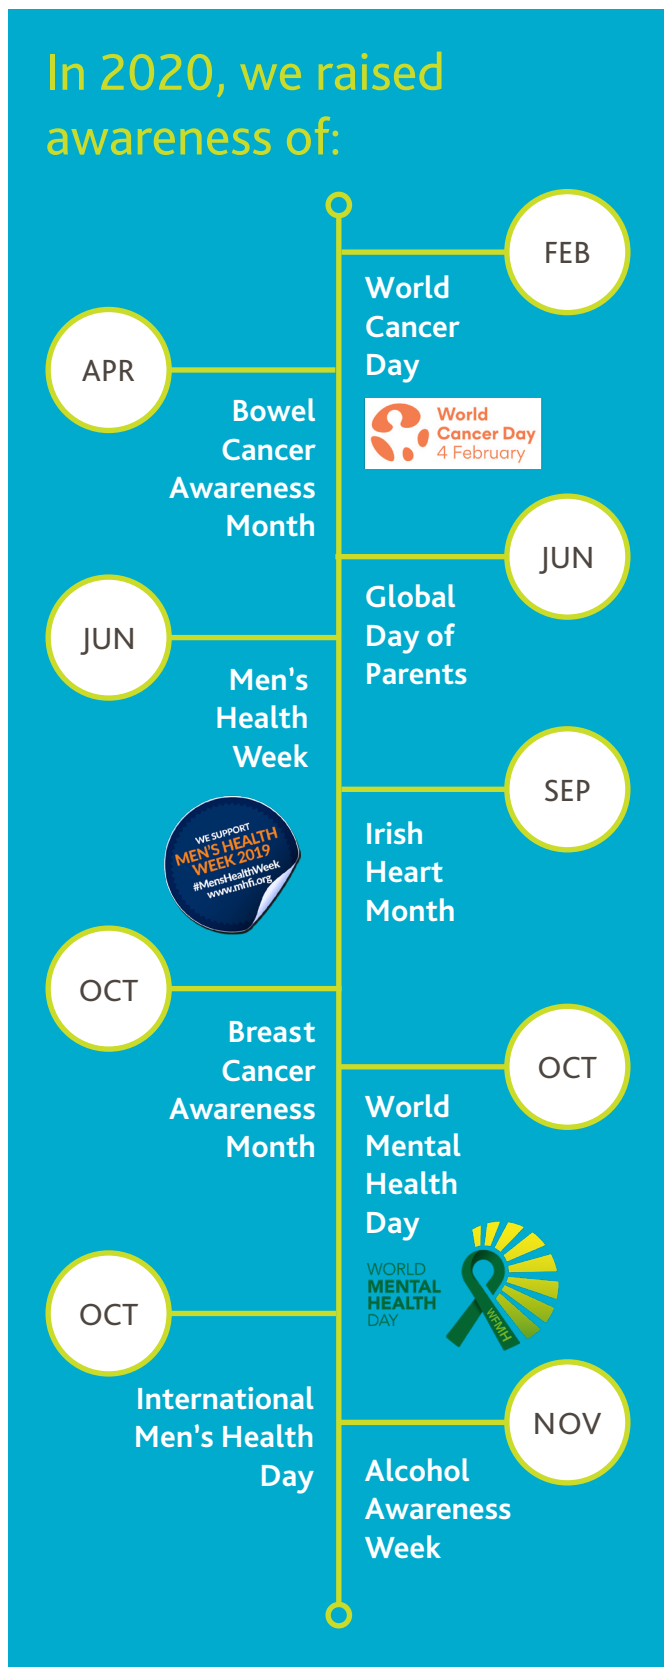 In 2020, we raised
awareness of:
FEB
World
Cancer
Day
World
Cancer Day
4 February
APR
Bowel
Cancer
Awareness
Month
JUN
Global
Day of
Parents
JUN
Men's
Health
Week
WE SUPPORT
MEN'S HEALTH
WEEK 2019
#MensHealthWeek
www.mhfi.org
SEP
Irish
Heart
Month
OCT
Breast
Cancer
Awareness
Month
OCT
World
Mental
Health
Day
WORLD
MENTAL
HEALTH
DAY
WFMH
OCT
International
Men's Health
Day
NOV
Alcohol
Awareness
Week